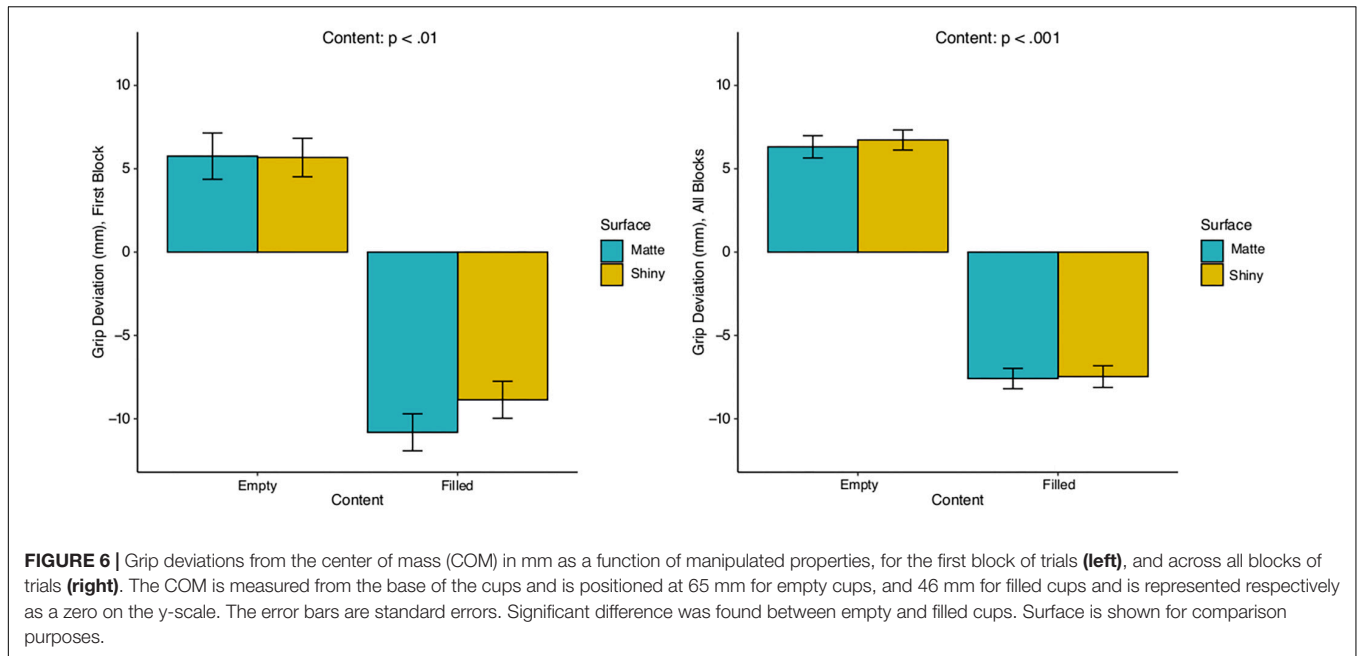 Content: p < .01
Grip Deviation (mm), First Block
10
5
0
−5
−10
Empty
Filled
Content
Surface
Matte
Shiny
Content: p < .001
Grip Deviation (mm), All Blocks
10
5
0
−5
−10
Empty
Filled
Content
Surface
Matte
Shiny
FIGURE 6 | Grip deviations from the center of mass (COM) in mm as a function of manipulated properties, for the first block of trials (left), and across all blocks of
trials (right). The COM is measured from the base of the cups and is positioned at 65 mm for empty cups, and 46 mm for filled cups and is represented respectively
as a zero on the y-scale. The error bars are standard errors. Significant difference was found between empty and filled cups. Surface is shown for comparison
purposes.